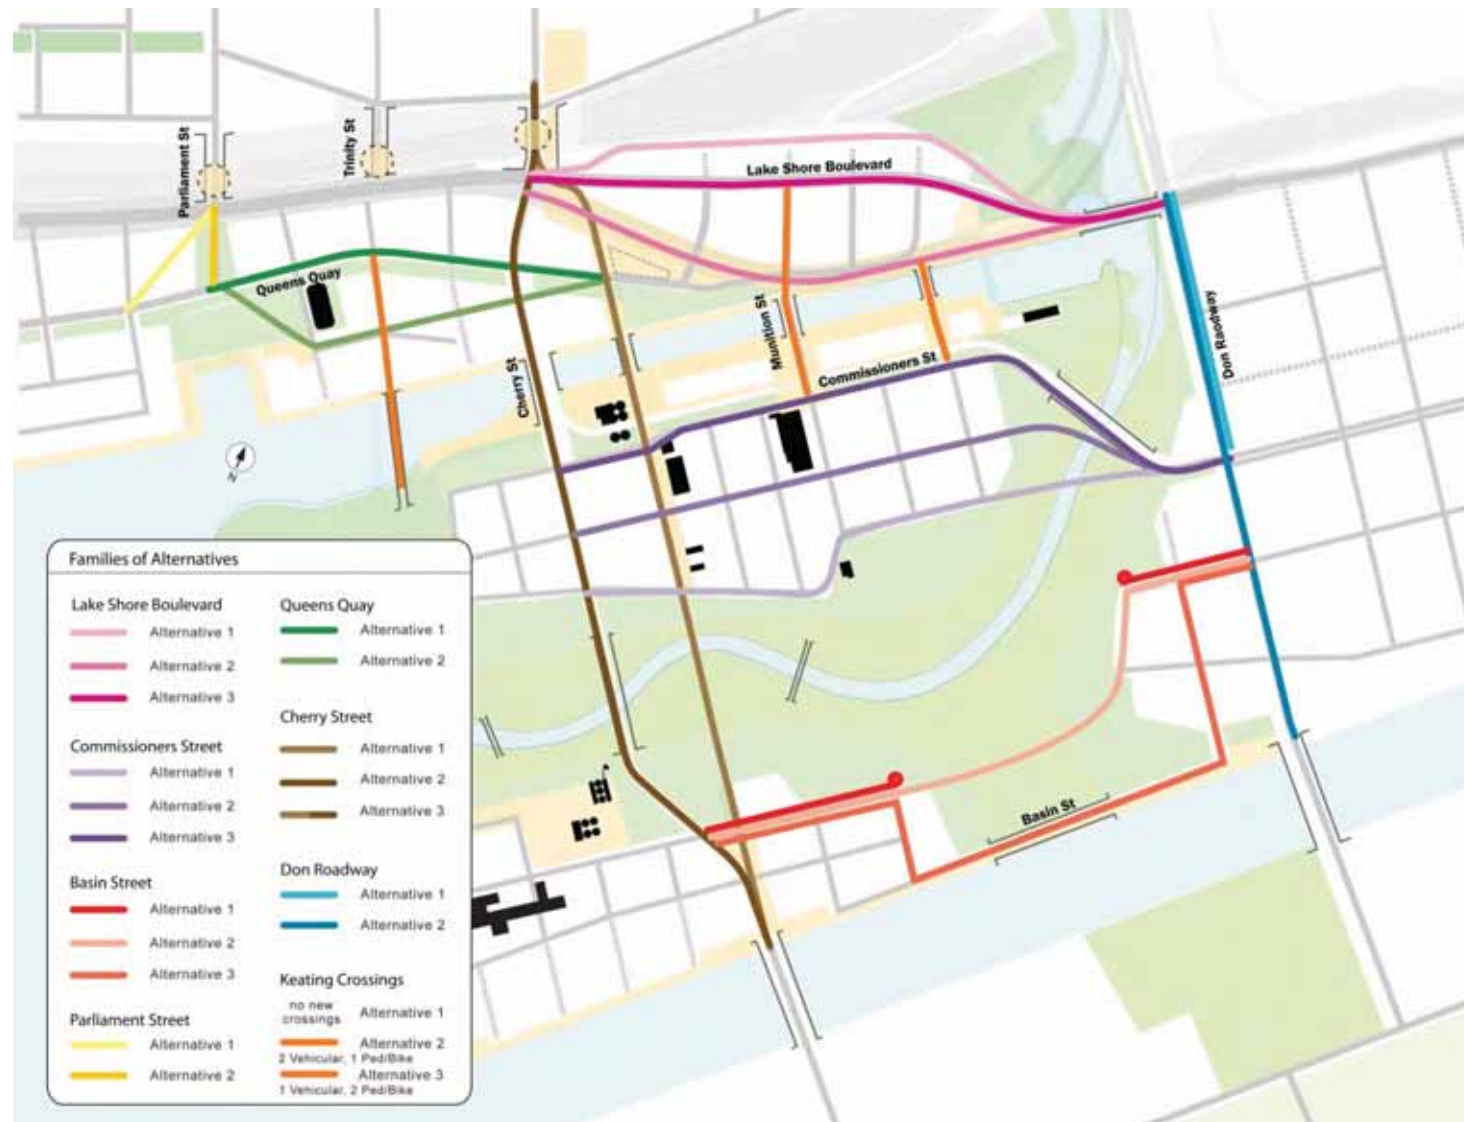 Parliament St
Trinity St
Lake Shore Boulevard
Queens Quay
Cherry St
Munition St
Commissioners St
Don Raodway
N
Basin St
Families of Alternatives
Lake Shore Boulevard
Alternative 1
Alternative 2
Alternative 3
Commissioners Street
Alternative 1
Alternative 2
Alternative 3
Basin Street
Alternative 1
Alternative 2
Alternative 3
Parliament Street
Alternative 1
Alternative 2
Queens Quay
Alternative 1
Alternative 2
Cherry Street
Alternative 1
Alternative 2
Alternative 3
Don Roadway
Alternative 1
Alternative 2
Keating Crossings
no new
crossings
Alternative 1
Alternative 2
2 Vehicular, 1 Ped/Bike
Alternative 3
1 Vehicular, 2 Ped/Bike